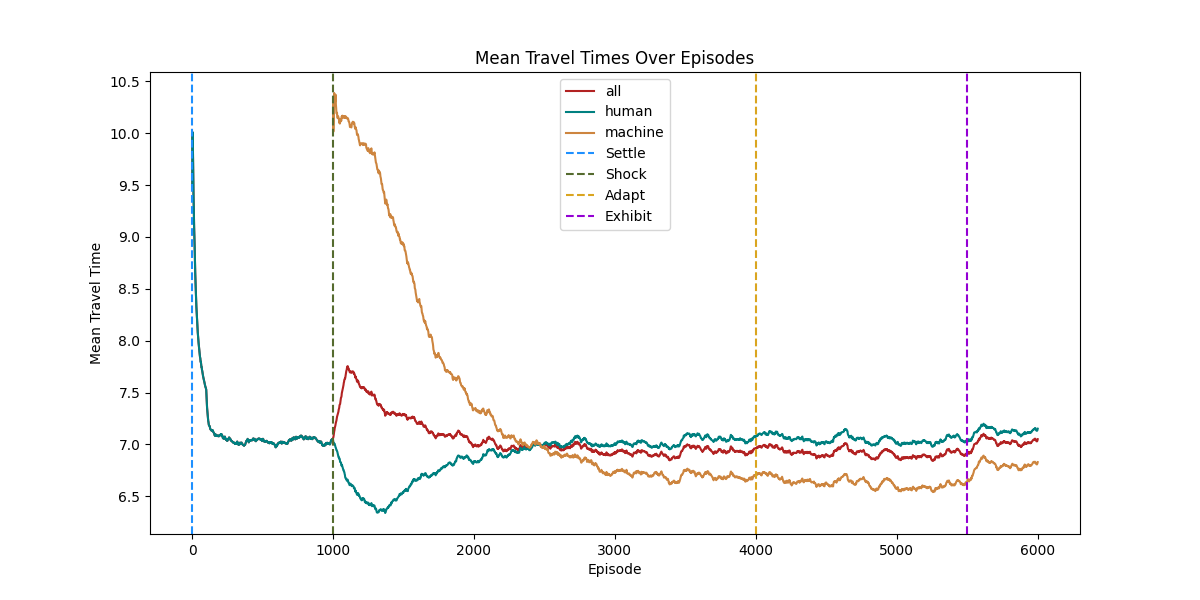 Mean Travel Times Over Episodes
10.5
10.0
9.5
9.0
8.5
8.0
7.5
7.0
6.5
Mean Travel Time
all
human
machine
Settle
Shock
Adapt
Exhibit
0 1000 2000 3000 4000 5000 6000
Episode